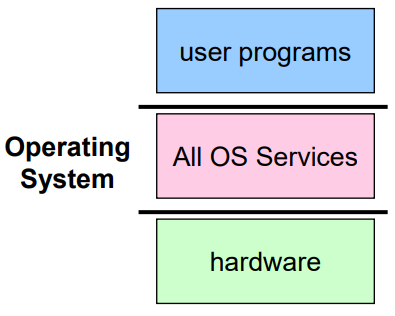 user programs
Operating
System
All OS Services
hardware